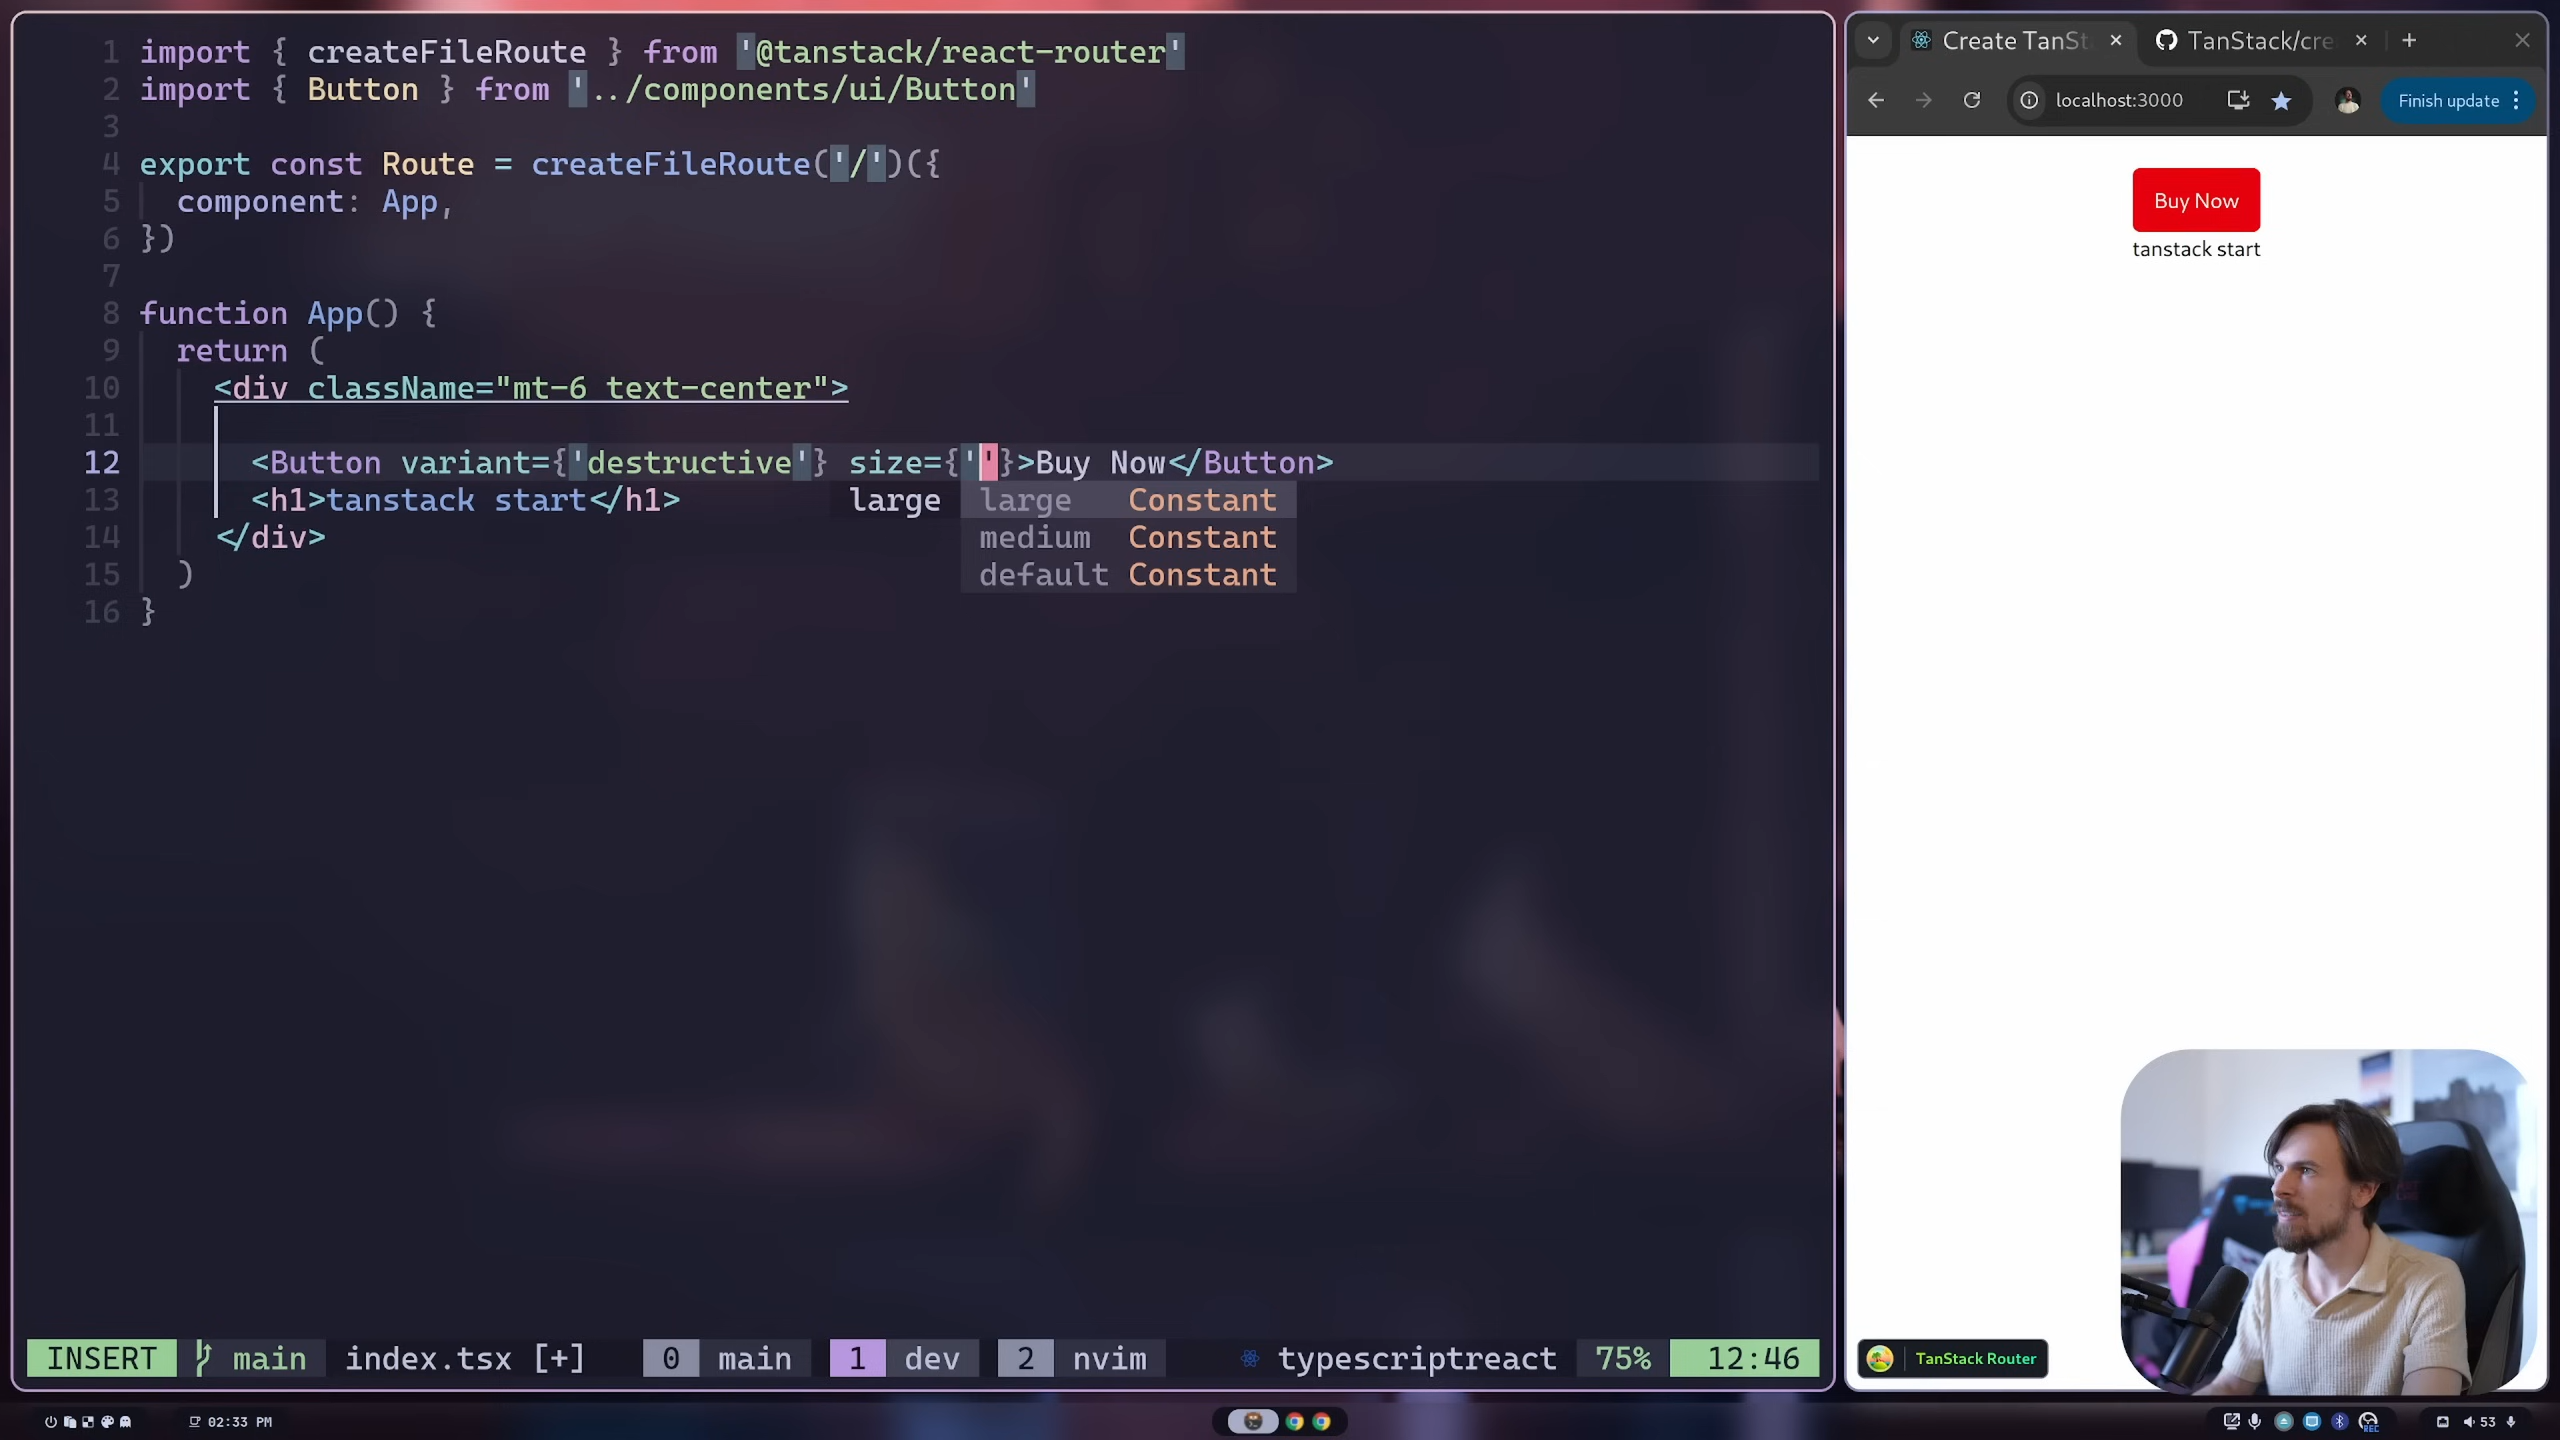 1 import { createFileRoute } from '@tanstack/react-router'
2 import { Button } from '../components/ui/Button'
3
4 export const Route = createFileRoute('/')({
5   component: App,
6 })
7
8 function App() {
9   return (
10     <div className="mt-6 text-center">
11
12       <Button variant={'destructive'} size={''}>Buy Now</Button>
13       <h1>tanstack start</h1>
14     </div>
15   )
16 }
large
large Constant
medium Constant
default Constant
INSERT main index.tsx [+] 0 main 1 dev 2 nvim typescriptreact 75% 12:46
Create TanSt
TanStack/cre
localhost:3000
Finish update
Buy Now
tanstack start
TanStack Router
02:33 PM
REC
53